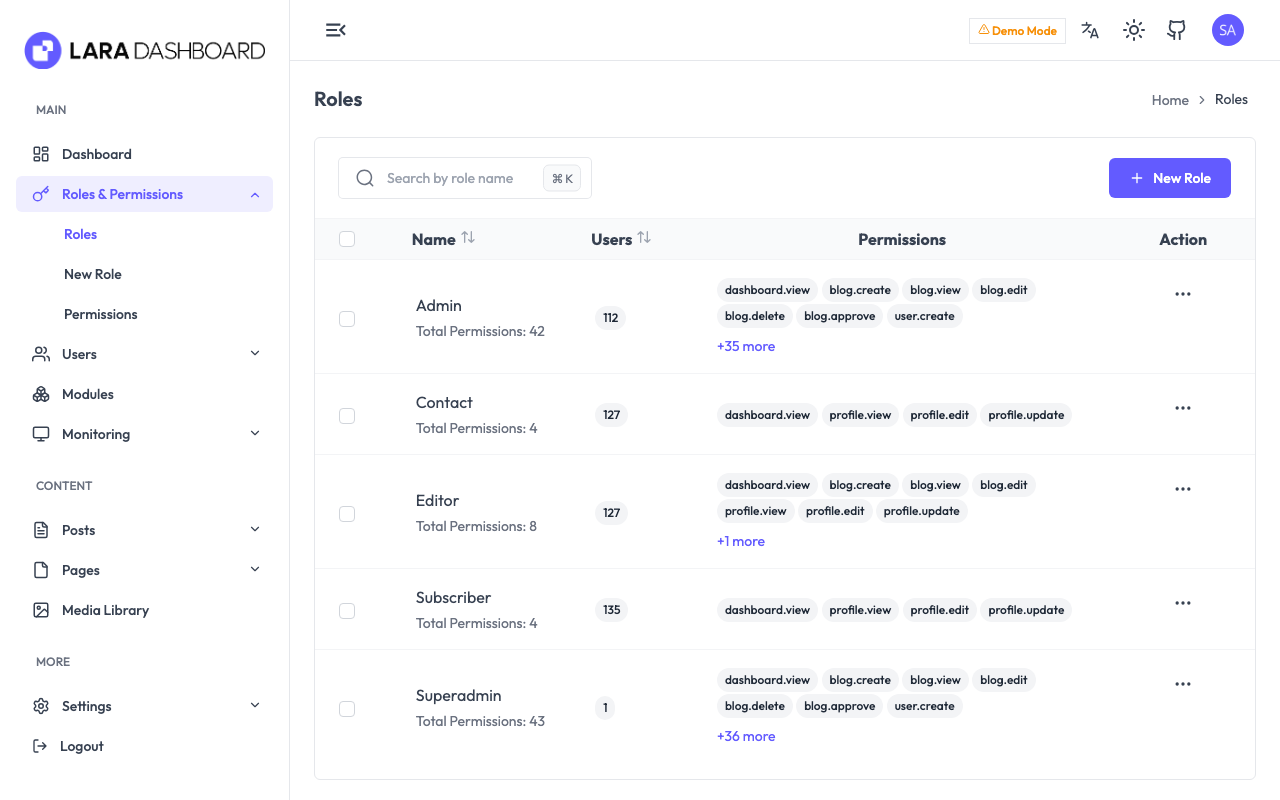 LARA DASHBOARD
MAIN
Dashboard
Roles & Permissions
Roles
New Role
Permissions
Users
Modules
Monitoring
CONTENT
Posts
Pages
Media Library
MORE
Settings
Logout
Demo Mode
SA
Roles
Home > Roles
Search by role name ⌘ K
+ New Role
Name Users Permissions Action
Admin
Total Permissions: 42
112
dashboard.view blog.create blog.view blog.edit
blog.delete blog.approve user.create
+35 more
Contact
Total Permissions: 4
127
dashboard.view profile.view profile.edit profile.update
Editor
Total Permissions: 8
127
dashboard.view blog.create blog.view blog.edit
profile.view profile.edit profile.update
+1 more
Subscriber
Total Permissions: 4
135
dashboard.view profile.view profile.edit profile.update
Superadmin
Total Permissions: 43
1
dashboard.view blog.create blog.view blog.edit
blog.delete blog.approve user.create
+36 more